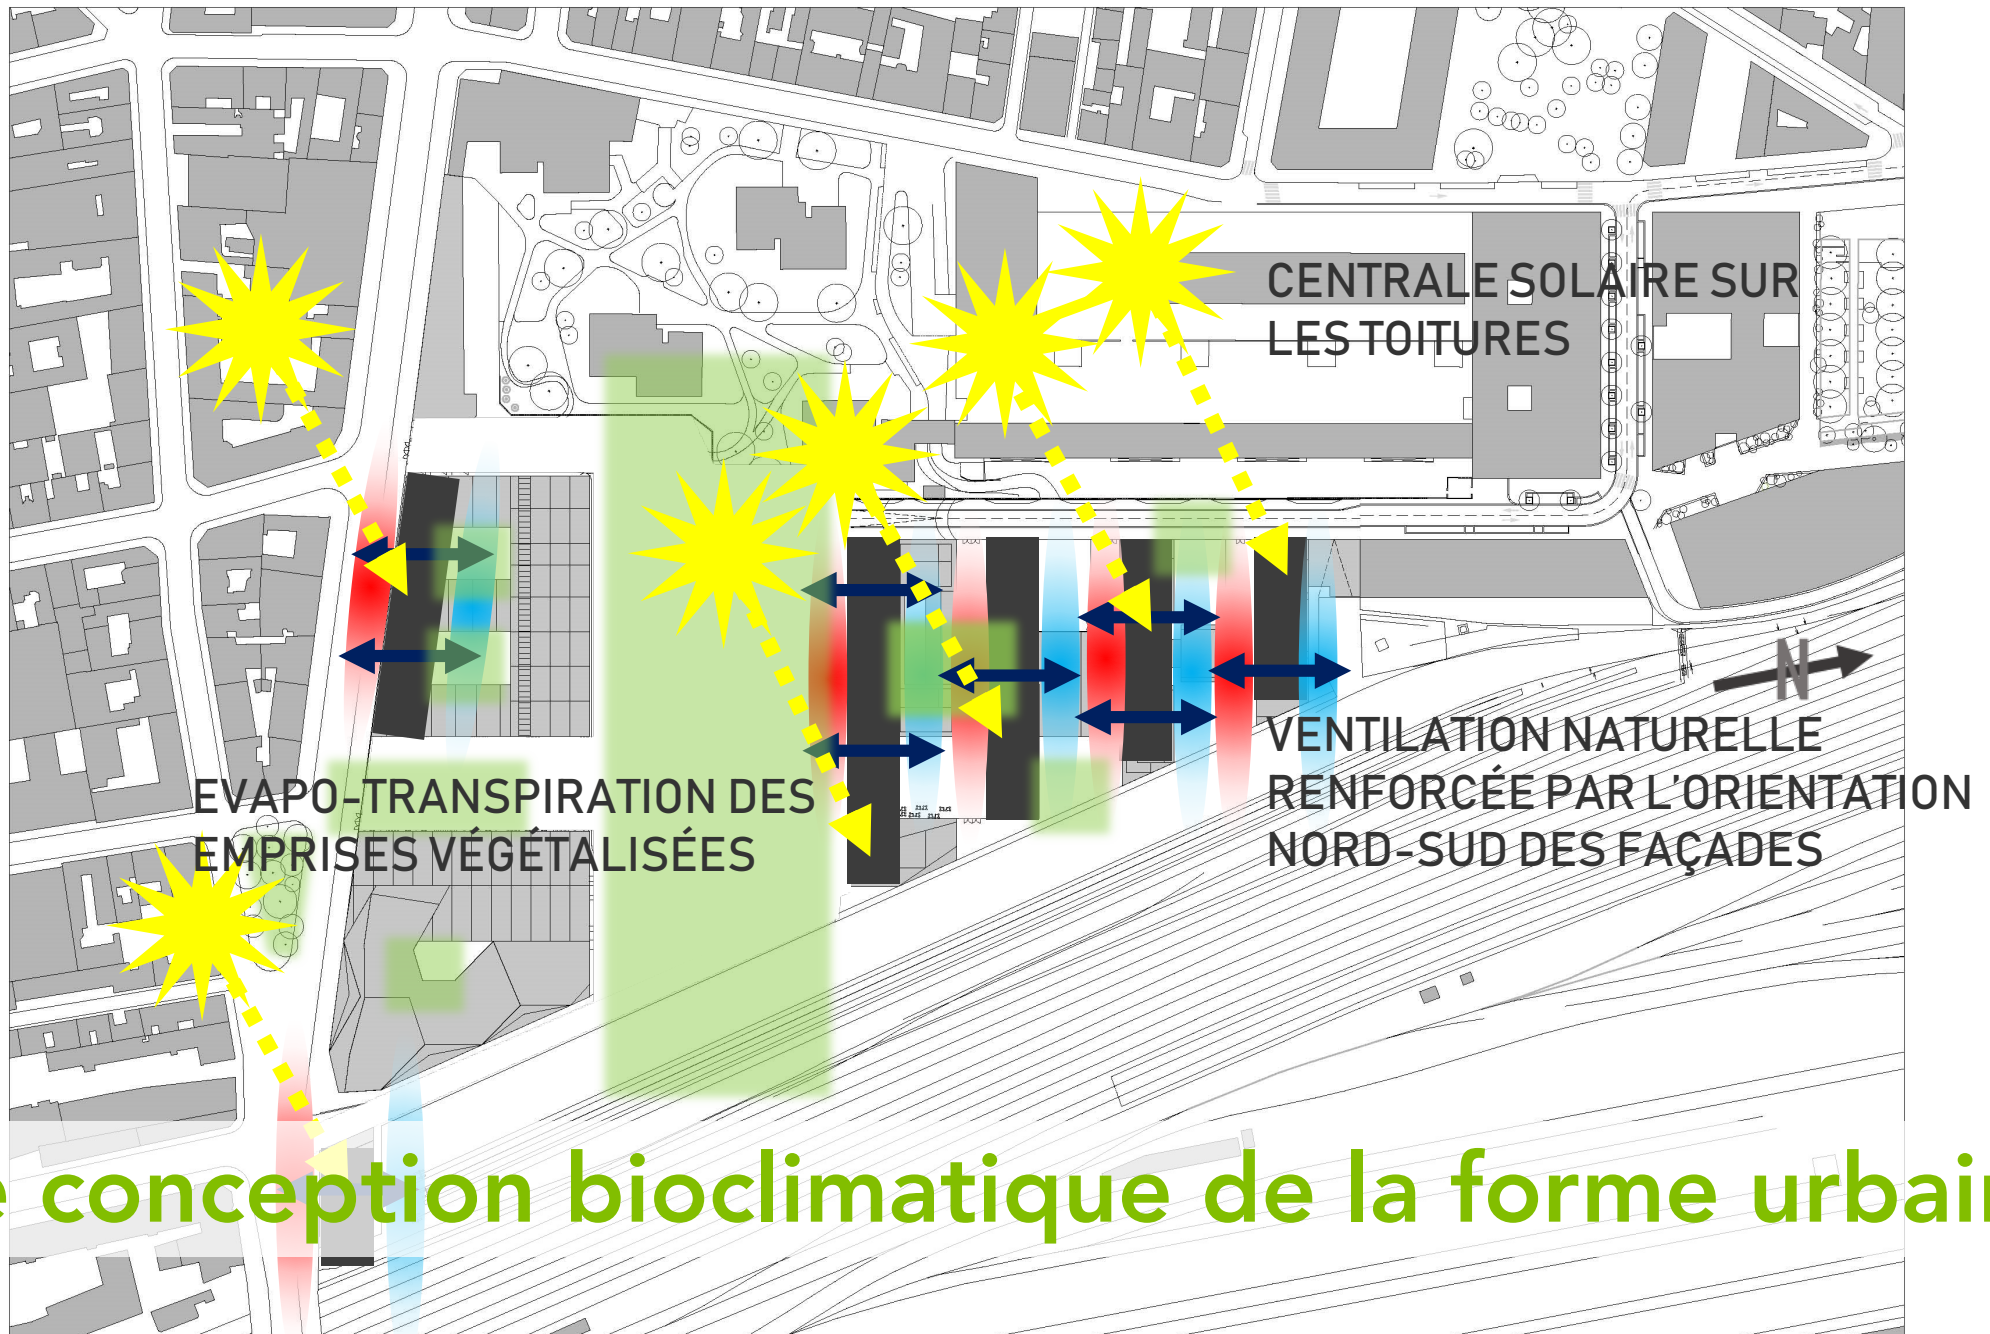 CENTRALE SOLAIRE SUR
LES TOITURES
N
VENTILATION NATURELLE
RENFORCÉE PAR L'ORIENTATION
NORD-SUD DES FAÇADES
EVAPO-TRANSPIRATION DES
EMPRISES VÉGÉTALISÉES
e conception bioclimatique de la forme urbain